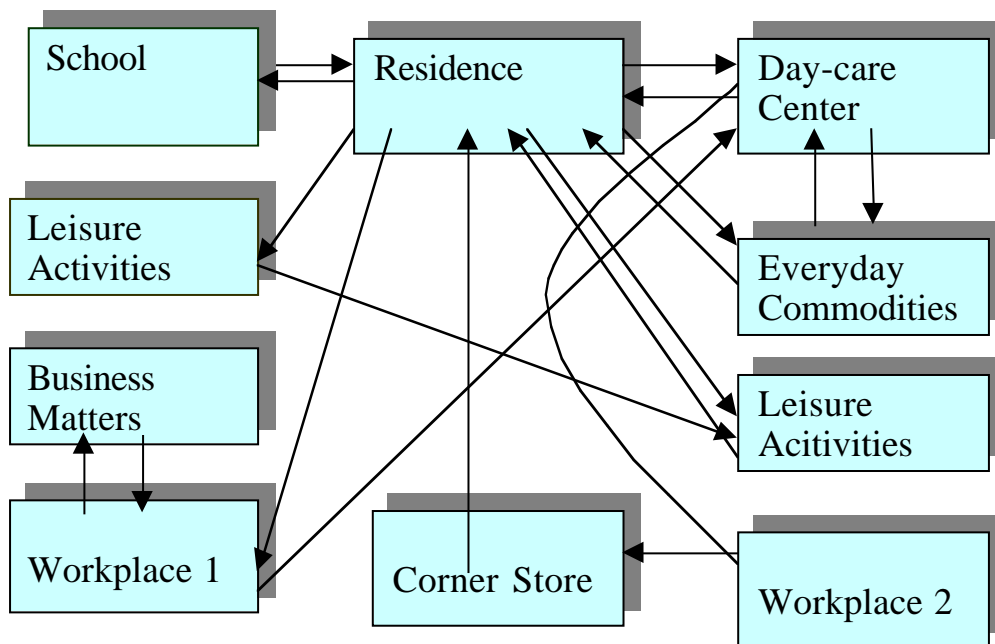 School
Residence
Day-care
Center
Leisure
Activities
Everyday
Commodities
Business
Matters
Leisure
Acitivities
Workplace 1
Corner Store
Workplace 2